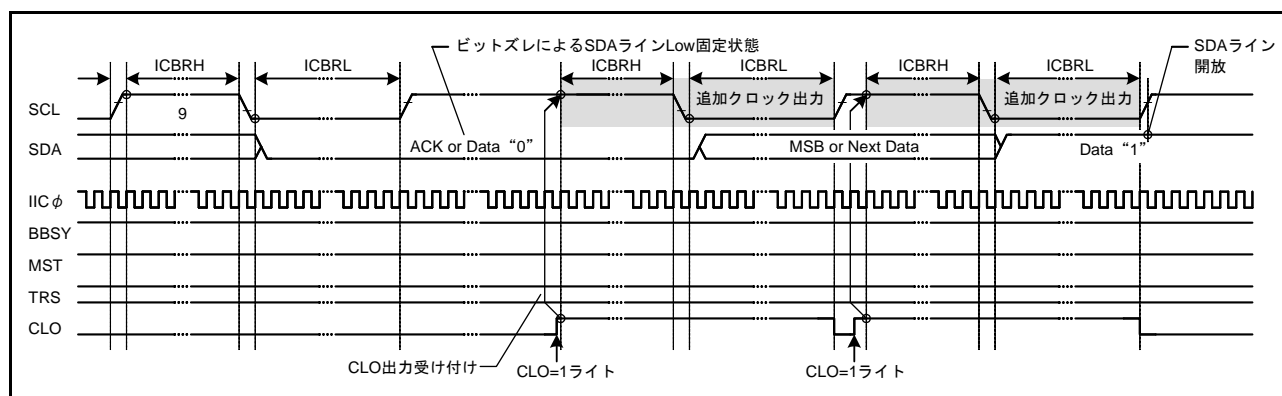 ビットズレによるSDAラインLow固定状態
SDAライン
開放
ICBRH
ICBRL
ICBRH
ICBRL
ICBRH
ICBRL
SCL
9
追加クロック出力
追加クロック出力
SDA
ACK or Data “0”
MSB or Next Data
Data “1”
IICφ
BBSY
MST
TRS
CLO
CLO出力受け付け
CLO=1ライト
CLO=1ライト